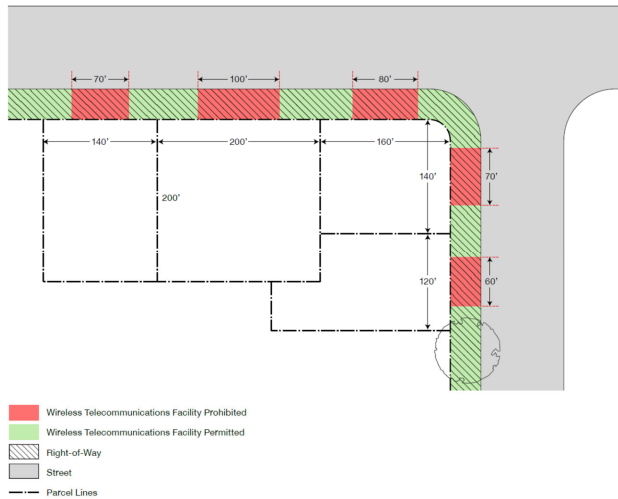 70'
100'
80'
140'
200'
160'
200'
140'
70'
120'
60'
Wireless Telecommunications Facility Prohibited
Wireless Telecommunications Facility Permitted
Right-of-Way
Street
Parcel Lines